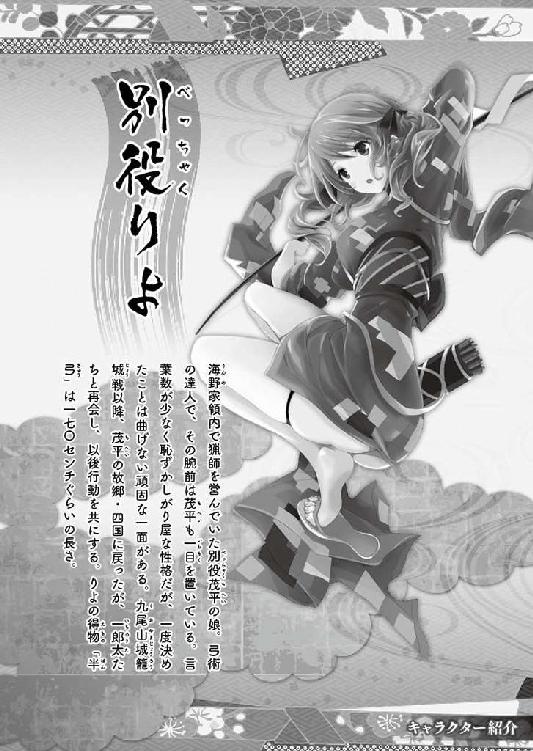 別役りよ
べっちゃく
海野家領内で猟師を営んでいた別役茂平の娘。弓術
の達人で、その腕前は茂平も一目を置いている。言
葉数が少なく恥ずかしがり屋な性格だが、一度決め
たことは曲げない頑固な一面がある。九尾山城籠
城戦以降、茂平の故郷・四国に戻ったが、一郎太た
ちと再会し、以後行動を共にする。りよの得物「半
弓」は一七〇センチぐらいの長さ。
キャラクター紹介